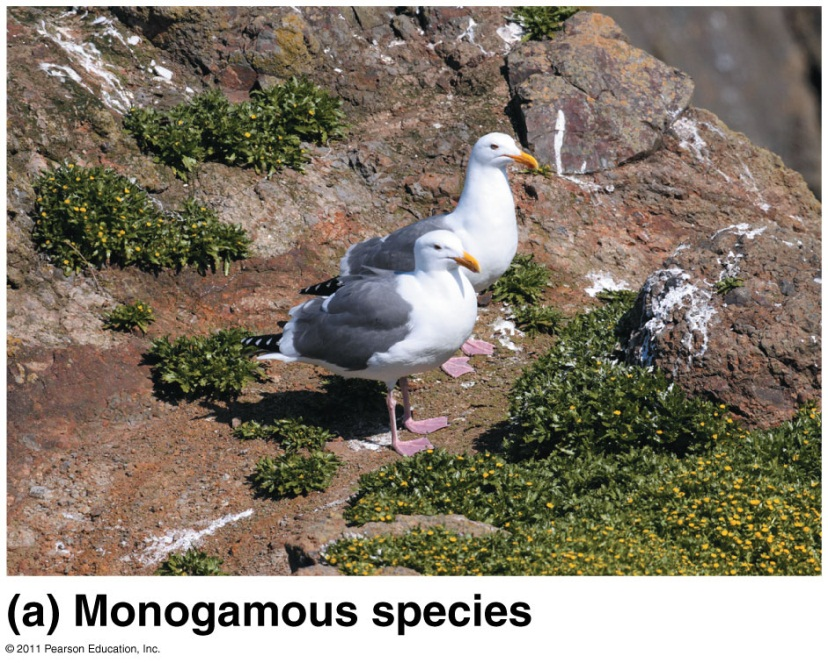 (a) Monogamous species
© 2011 Pearson Education, Inc.